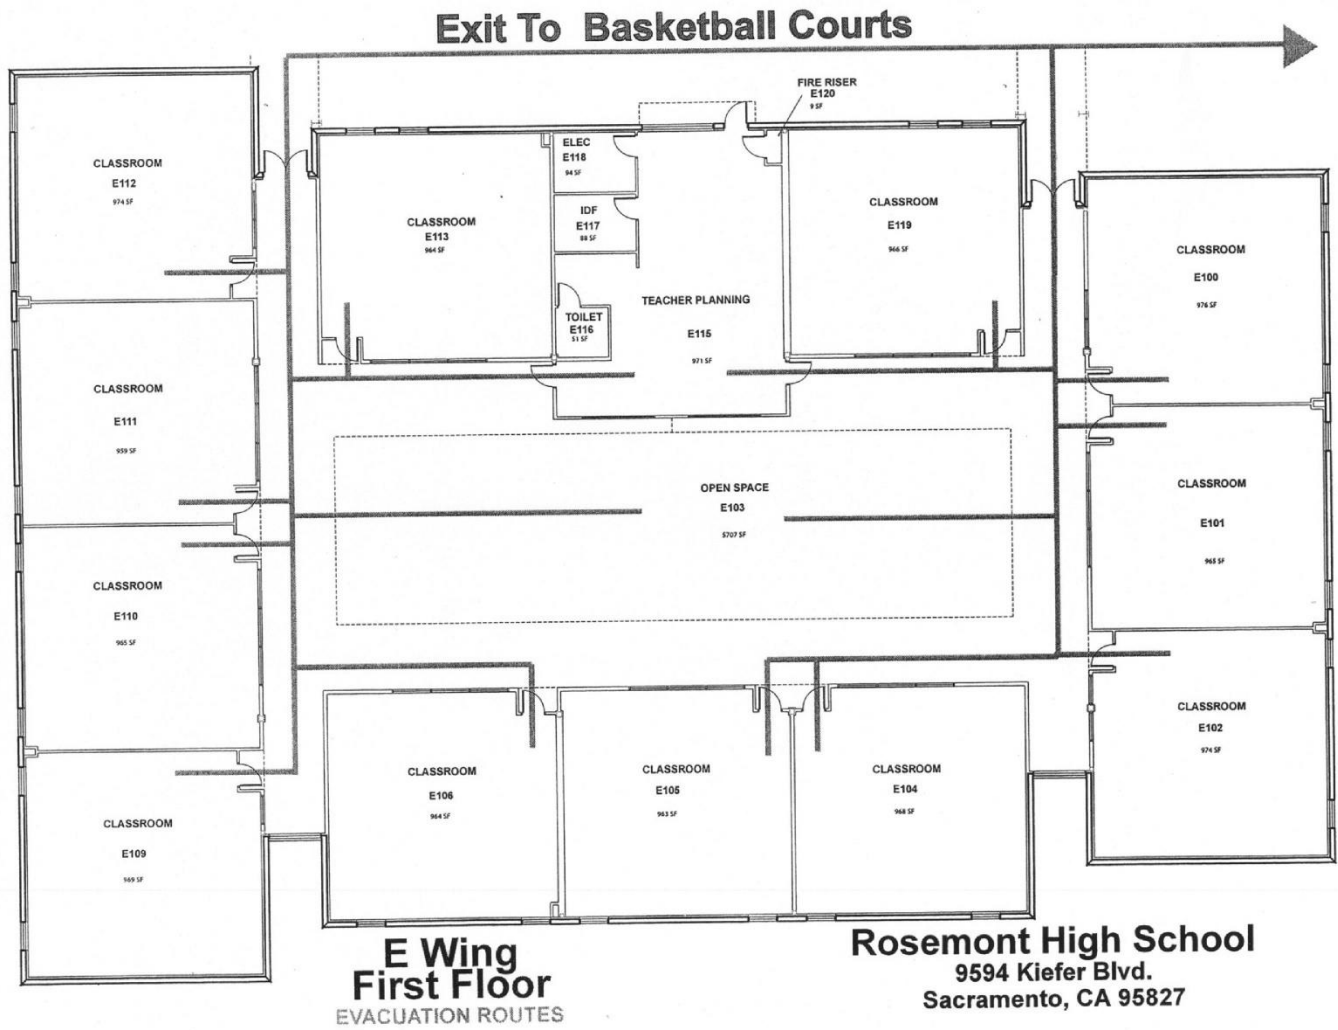 Exit To Basketball Courts
FIRE RISER
E120
9 SF
CLASSROOM
E112
974 SF
ELEC
E118
94 SF
IDF
E117
88 SF
CLASSROOM
E113
964 SF
CLASSROOM
E119
966 SF
CLASSROOM
E100
976 SF
TEACHER PLANNING
E115
971 SF
TOILET
E116
51 SF
CLASSROOM
E111
959 SF
OPEN SPACE
E103
5707 SF
CLASSROOM
E101
965 SF
CLASSROOM
E110
965 SF
CLASSROOM
E102
974 SF
CLASSROOM
E109
969 SF
CLASSROOM
E106
964 SF
CLASSROOM
E105
963 SF
CLASSROOM
E104
968 SF
E Wing
First Floor
EVACUATION ROUTES
Rosemont High School
9594 Kiefer Blvd.
Sacramento, CA 95827